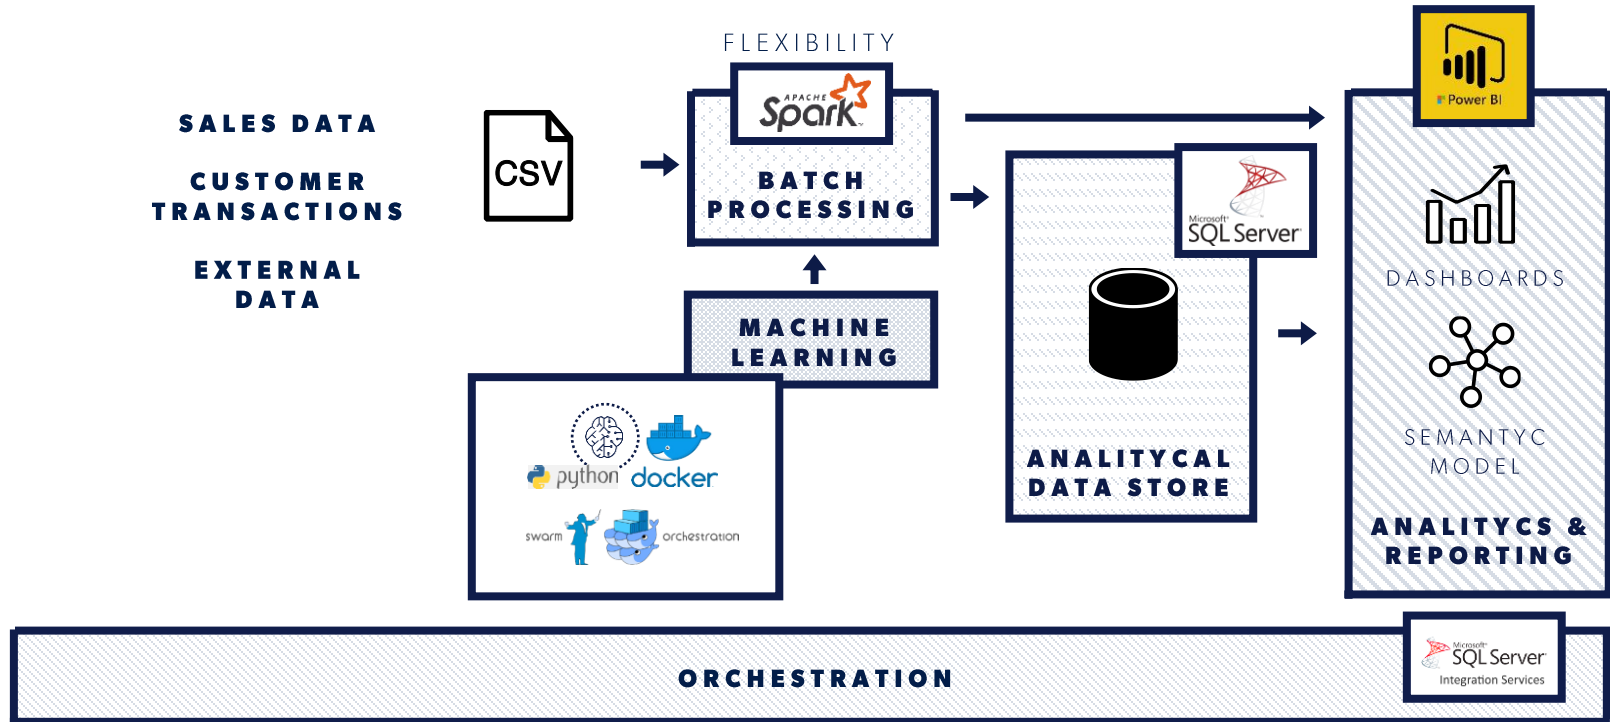 FLEXIBILITY
APACHE
Spark™
SALES DATA
CUSTOMER
TRANSACTIONS
EXTERNAL
DATA
CSV
BATCH
PROCESSING
MACHINE
LEARNING
python
docker
swarm
orchestration
Microsoft®
SQL Server®
ANALITYCAL
DATA STORE
Power BI
DASHBOARDS
SEMANTYC
MODEL
ANALITYCS &
REPORTING
ORCHESTRATION
Microsoft®
SQL Server®
Integration Services